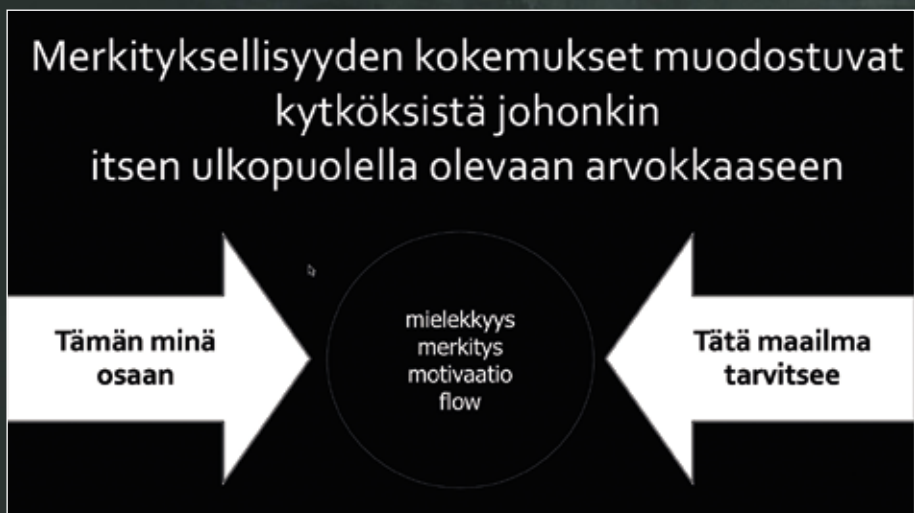 Merkityksellisyyden kokemukset muodostuvat
kytköksistä johonkin
itsen ulkopuolella olevaan arvokkaaseen
Tämän minä
osaan
mielekkyys
merkitys
motivaatio
flow
Tätä maailma
tarvitsee